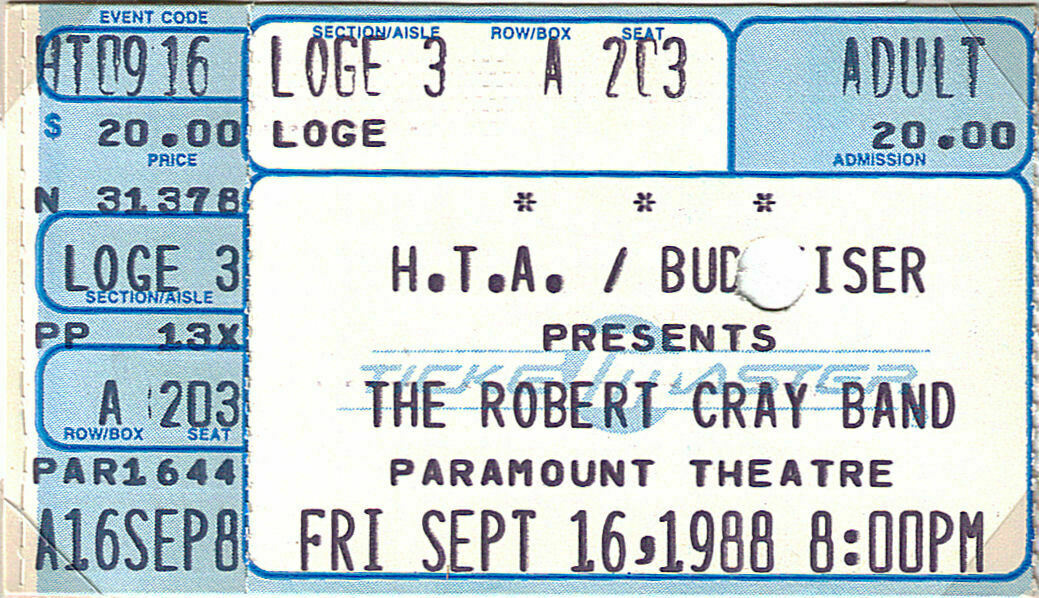 EVENT CODE
HT0916
$ 20.00
PRICE
N 31378
LOGE 3
SECTION/AISLE
PP 13X
A 203
ROW/BOX SEAT
PAR1644
A16SEP8
SECTION/AISLE ROW/BOX SEAT
LOGE 3 A 203
LOGE
ADULT
20.00
ADMISSION
* * *
H.T.A. / BUD ISER
PRESENTS
TICKETMASTER
THE ROBERT CRAY BAND
PARAMOUNT THEATRE
FRI SEPT 16,1988 8:00PM